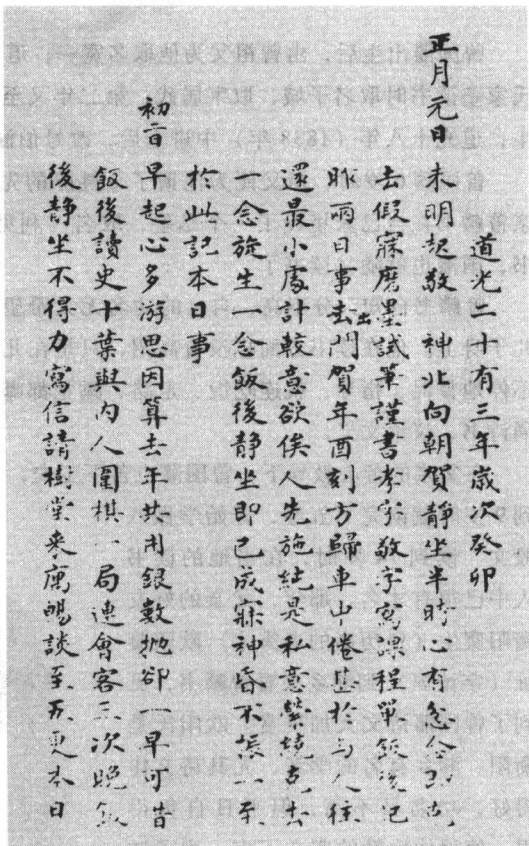 道光二十有三年歲次癸卯
正月元日
未明起敬 神北向朝賀靜坐半時心有
去假寐磨墨試筆謹書孝字敬字寫課程單飯後已
昨兩日事出門賀年酉刻方歸車中倦甚於與人往
還最小處計較意欲俟人先施純是私意縈擾克去
一念旋生一念飯後靜坐即已成寐神昏不振一至
於此記本日事
初二
早起心多游思因算去年共用銀數抛卻一早可惜
飯後讀史十葉與內人圍棋一局連會客三次晚飯
後靜坐不得力寫信請樹堂來寓暢談至五更本日